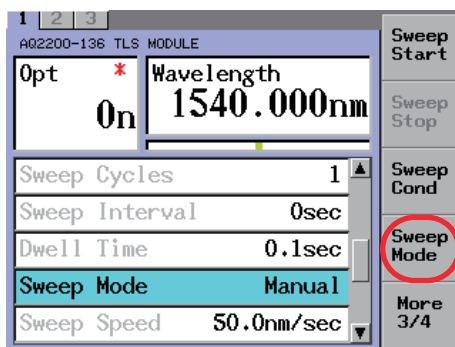 1 2 3
AQ2200-136 TLS MODULE
Opt * Wavelength
On 1540.000nm
Sweep Cycles 1
Sweep Interval 0sec
Dwell Time 0.1sec
Sweep Mode Manual
Sweep Speed 50.0nm/sec
Sweep
Start
Sweep
Stop
Sweep
Cond
Sweep
Mode
More
3/4